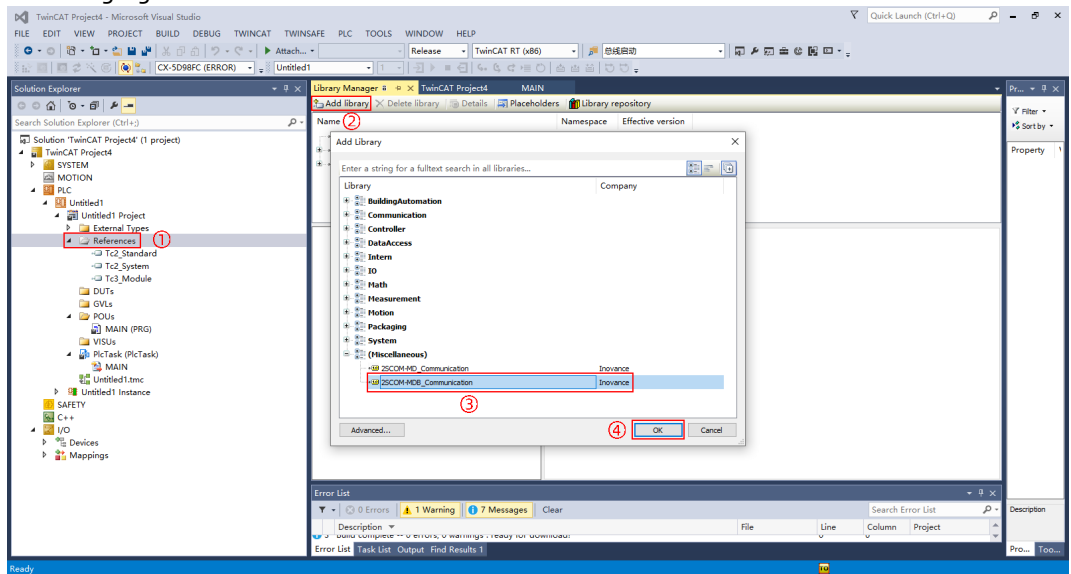 TwinCAT Project4 - Microsoft Visual Studio
Quick Launch (Ctrl+Q)
FILE EDIT VIEW PROJECT BUILD DEBUG TWINCAT TWINSAFE PLC TOOLS WINDOW HELP
Attach... Release TwinCAT RT (x86) 总线启动
CX-5D98FC (ERROR) Untitled1 1
Solution Explorer
Search Solution Explorer (Ctrl+;)
Solution 'TwinCAT Project4' (1 project)
TwinCAT Project4
SYSTEM
MOTION
PLC
Untitled1
Untitled1 Project
External Types
References ①
Tc2_Standard
Tc2_System
Tc3_Module
DUTs
GVLs
POUs
MAIN (PRG)
VISUs
PlcTask (PlcTask)
MAIN
Untitled1.tmc
Untitled1 Instance
SAFETY
C++
I/O
Devices
Mappings
Library Manager TwinCAT Project4 MAIN
Add library Delete library Details Placeholders Library repository
Name ② Namespace Effective version
Add Library
Enter a string for a fulltext search in all libraries...
Library Company
BuildingAutomation
Communication
Controller
DataAccess
Intern
IO
Math
Measurement
Motion
Packaging
System
(Miscellaneous)
2SCOM-MD_Communication Inovance
2SCOM-MDB_Communication Inovance
③
Advanced... ④ OK Cancel
Error List
0 Errors 1 Warning 7 Messages Clear Search Error List
Description File Line Column Project
Error List Task List Output Find Results 1
Pr...
Filter
Sort by
Property
Description
Pro... Too...
Ready